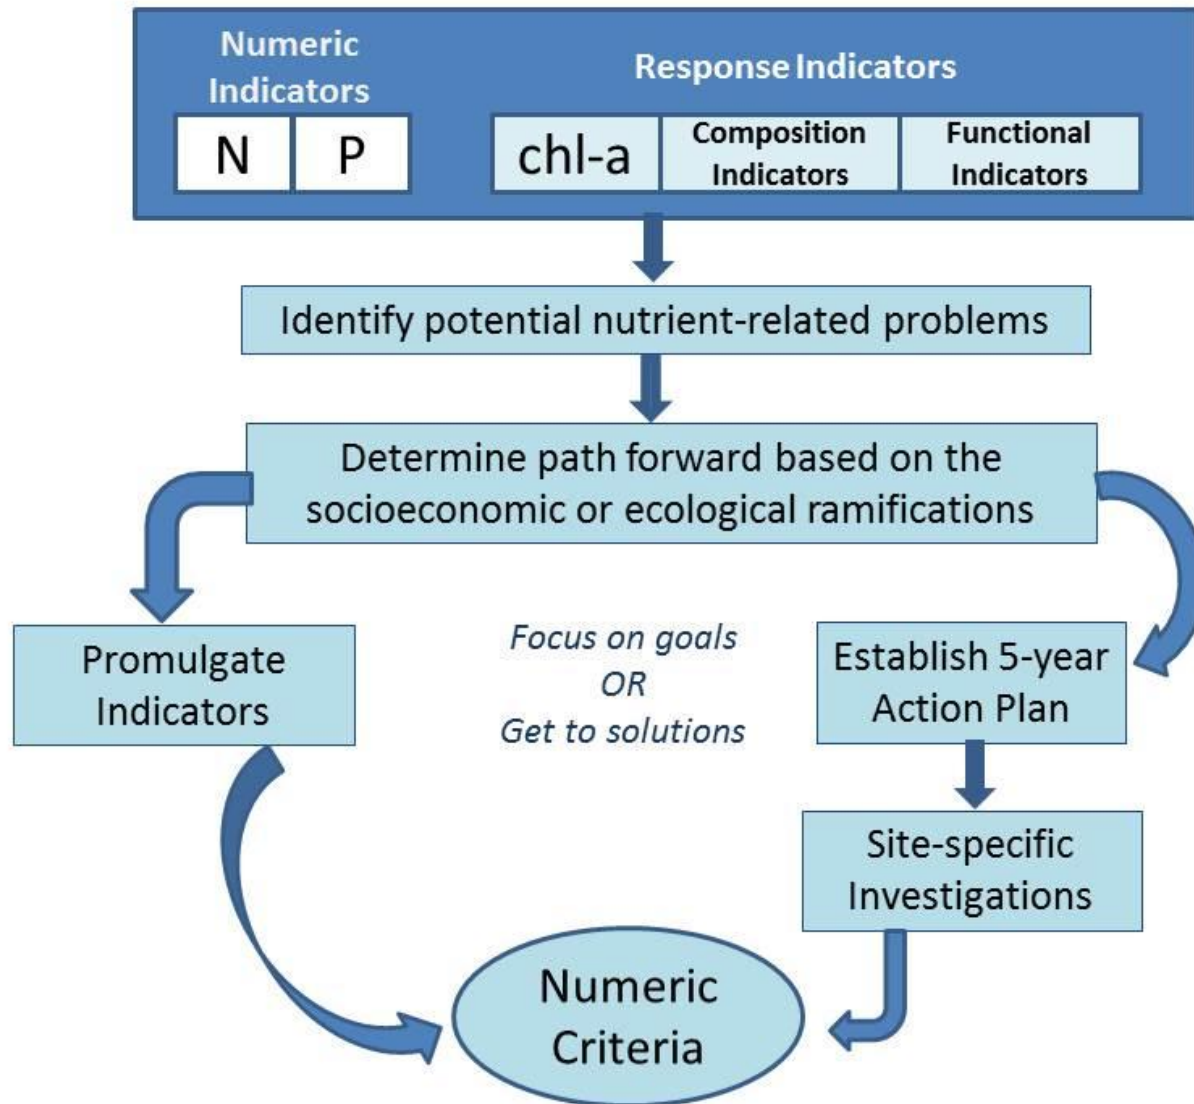 Numeric
Indicators
Response Indicators
N
P
chl-a
Composition
Indicators
Functional
Indicators
Identify potential nutrient-related problems
Determine path forward based on the
socioeconomic or ecological ramifications
Promulgate
Indicators
Focus on goals
OR
Get to solutions
Establish 5-year
Action Plan
Site-specific
Investigations
Numeric
Criteria